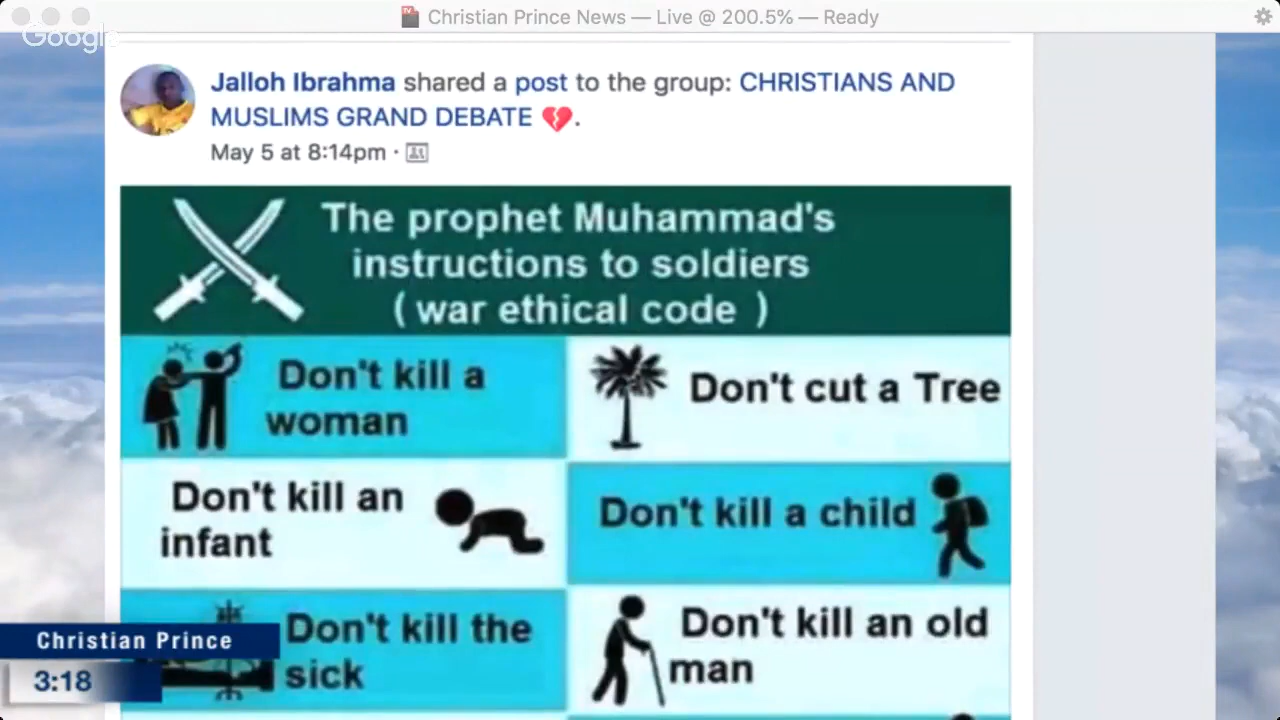 Christian Prince News — Live @ 200.5% — Ready
Google
Jalloh Ibrahma shared a post to the group: CHRISTIANS AND
MUSLIMS GRAND DEBATE 💔.
May 5 at 8:14pm ·
The prophet Muhammad's
instructions to soldiers
( war ethical code )
Don't kill a
woman
Don't cut a Tree
Don't kill an
infant
Don't kill a child
Don't kill the
sick
Don't kill an old
man
Christian Prince
3:18